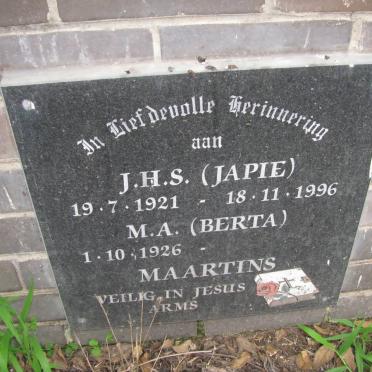 In Liefdevolle Herinnering
aan
J.H.S. (JAPIE)
19·7·1921 - 18·11·1996
M.A. (BERTA)
1·10·1926 -
MAARTINS
VEILIG IN JESUS
ARMS